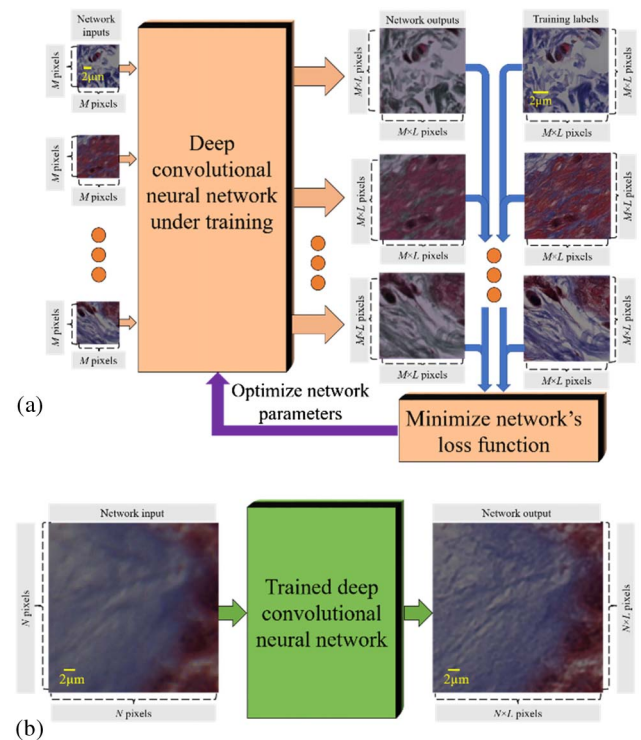 Network inputs
Network outputs
Training labels
M pixels
2μm
M pixels
M×L pixels
M×L pixels
2μm
M×L pixels
M×L pixels
M pixels
M pixels
Deep
convolutional
neural network
under training
M×L pixels
M×L pixels
M×L pixels
M×L pixels
M pixels
M pixels
M×L pixels
M×L pixels
M×L pixels
M×L pixels
(a)
Optimize network
parameters
Minimize network's
loss function
Network input
Network output
N pixels
2μm
N pixels
Trained deep
convolutional
neural network
2μm
N×L pixels
N×L pixels
(b)